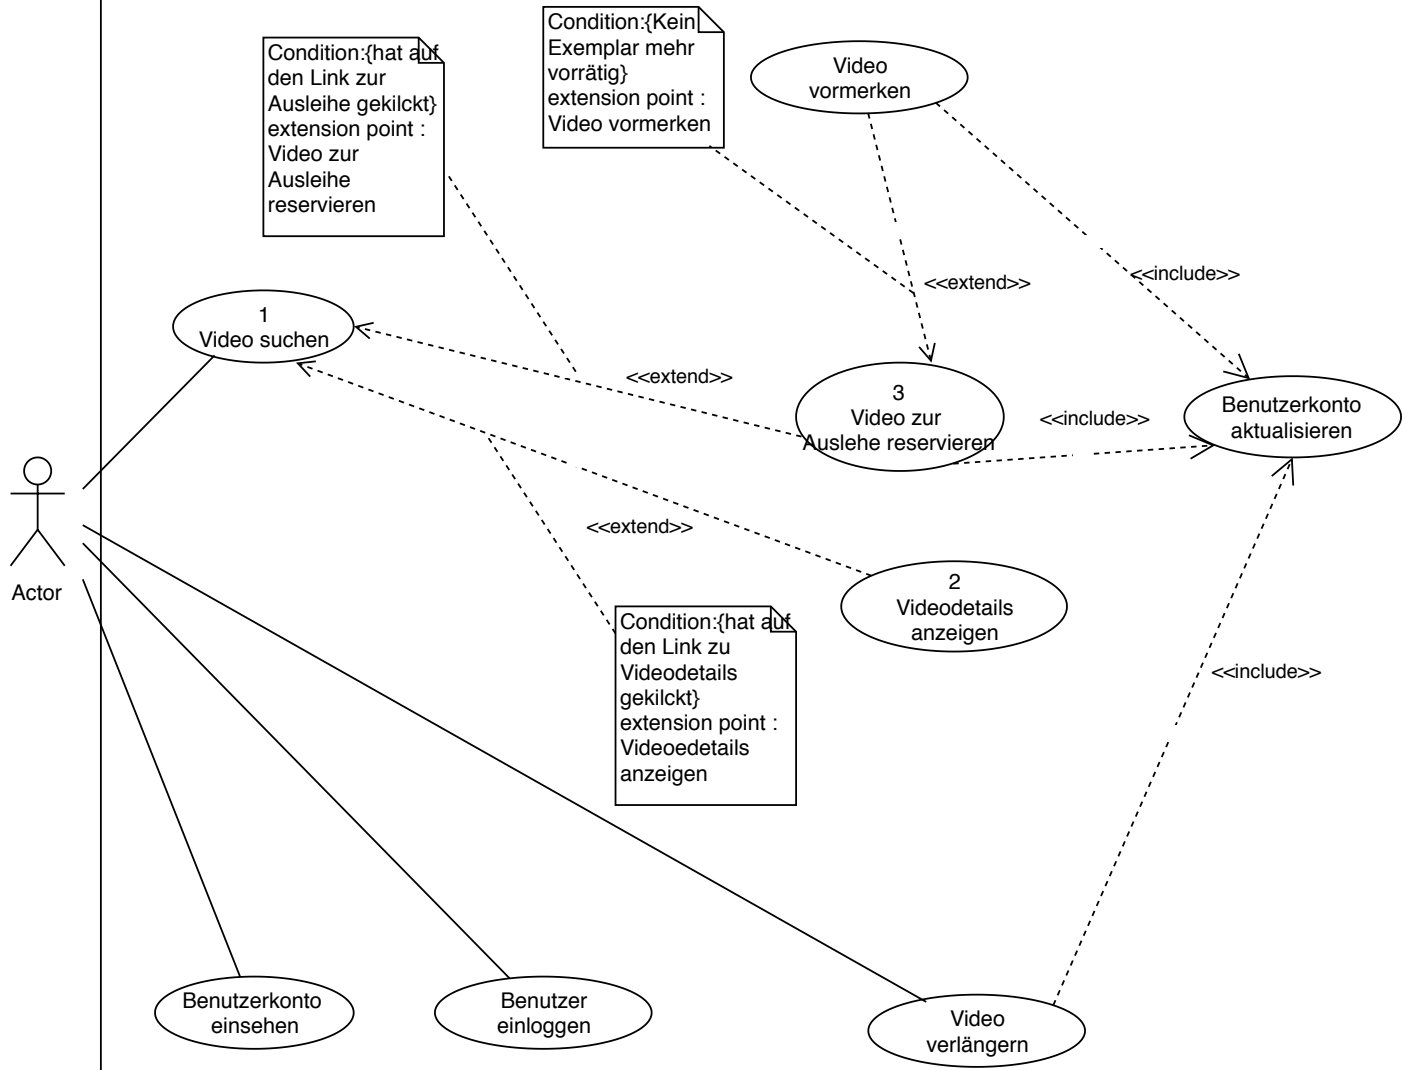 Condition:{Kein
Exemplar mehr
vorrätig}
extension point :
Video vormerken
Condition:{hat auf
den Link zur
Ausleihe gekilckt}
extension point :
Video zur
Ausleihe
reservieren
Video
vormerken
<<extend>>
<<include>>
1
Video suchen
<<extend>>
3
Video zur
Auslehe reservieren
<<include>>
Benutzerkonto
aktualisieren
Actor
<<extend>>
2
Videodetails
anzeigen
Condition:{hat auf
den Link zu
Videodetails
gekilckt}
extension point :
Videoedetails
anzeigen
<<include>>
Benutzerkonto
einsehen
Benutzer
einloggen
Video
verlängern